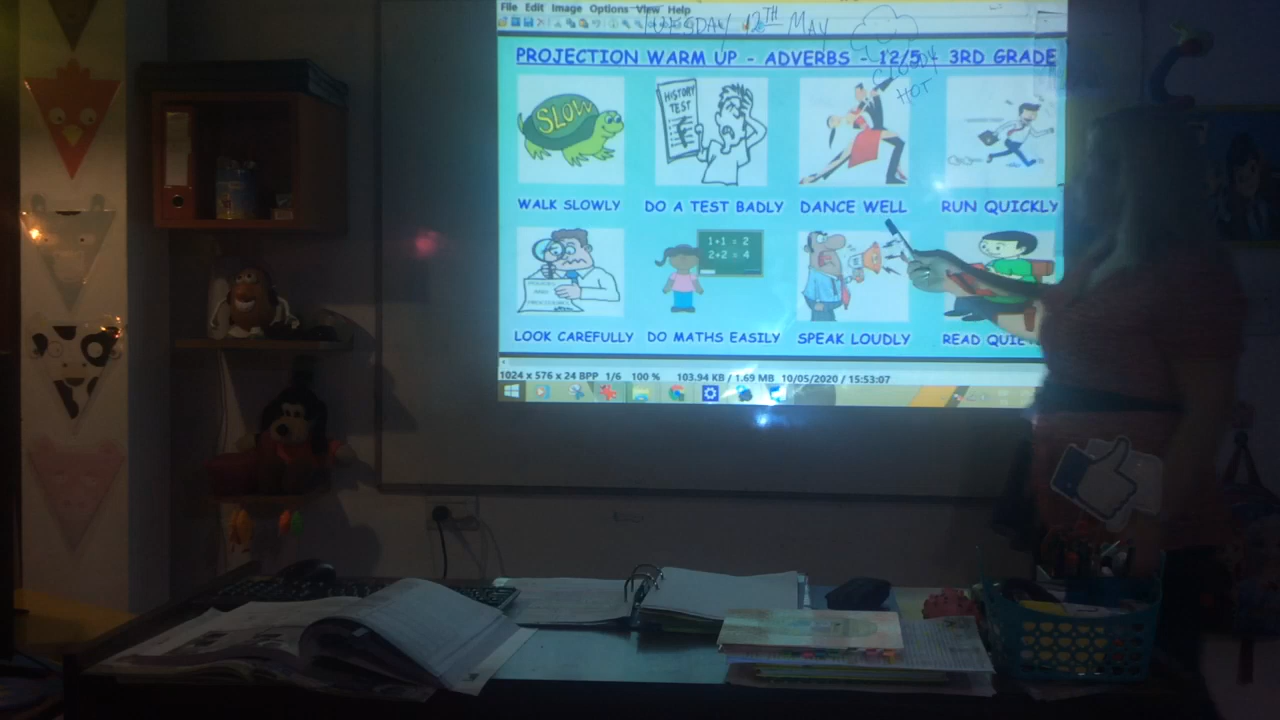 File Edit Image Options View Help
TUESDAY 12TH MAY
CLOUDY
HOT
PROJECTION WARM UP - ADVERBS - 12/5 - 3RD GRADE
SLOW
HISTORY TEST
WALK SLOWLY DO A TEST BADLY DANCE WELL RUN QUICKLY
1+1 = 2
2+2 = 4
LOOK CAREFULLY DO MATHS EASILY SPEAK LOUDLY READ
1024 x 576 x 24 BPP 1/6 100 % 103.94 KB / 1.69 MB 10/05/2020 / 15:53:07